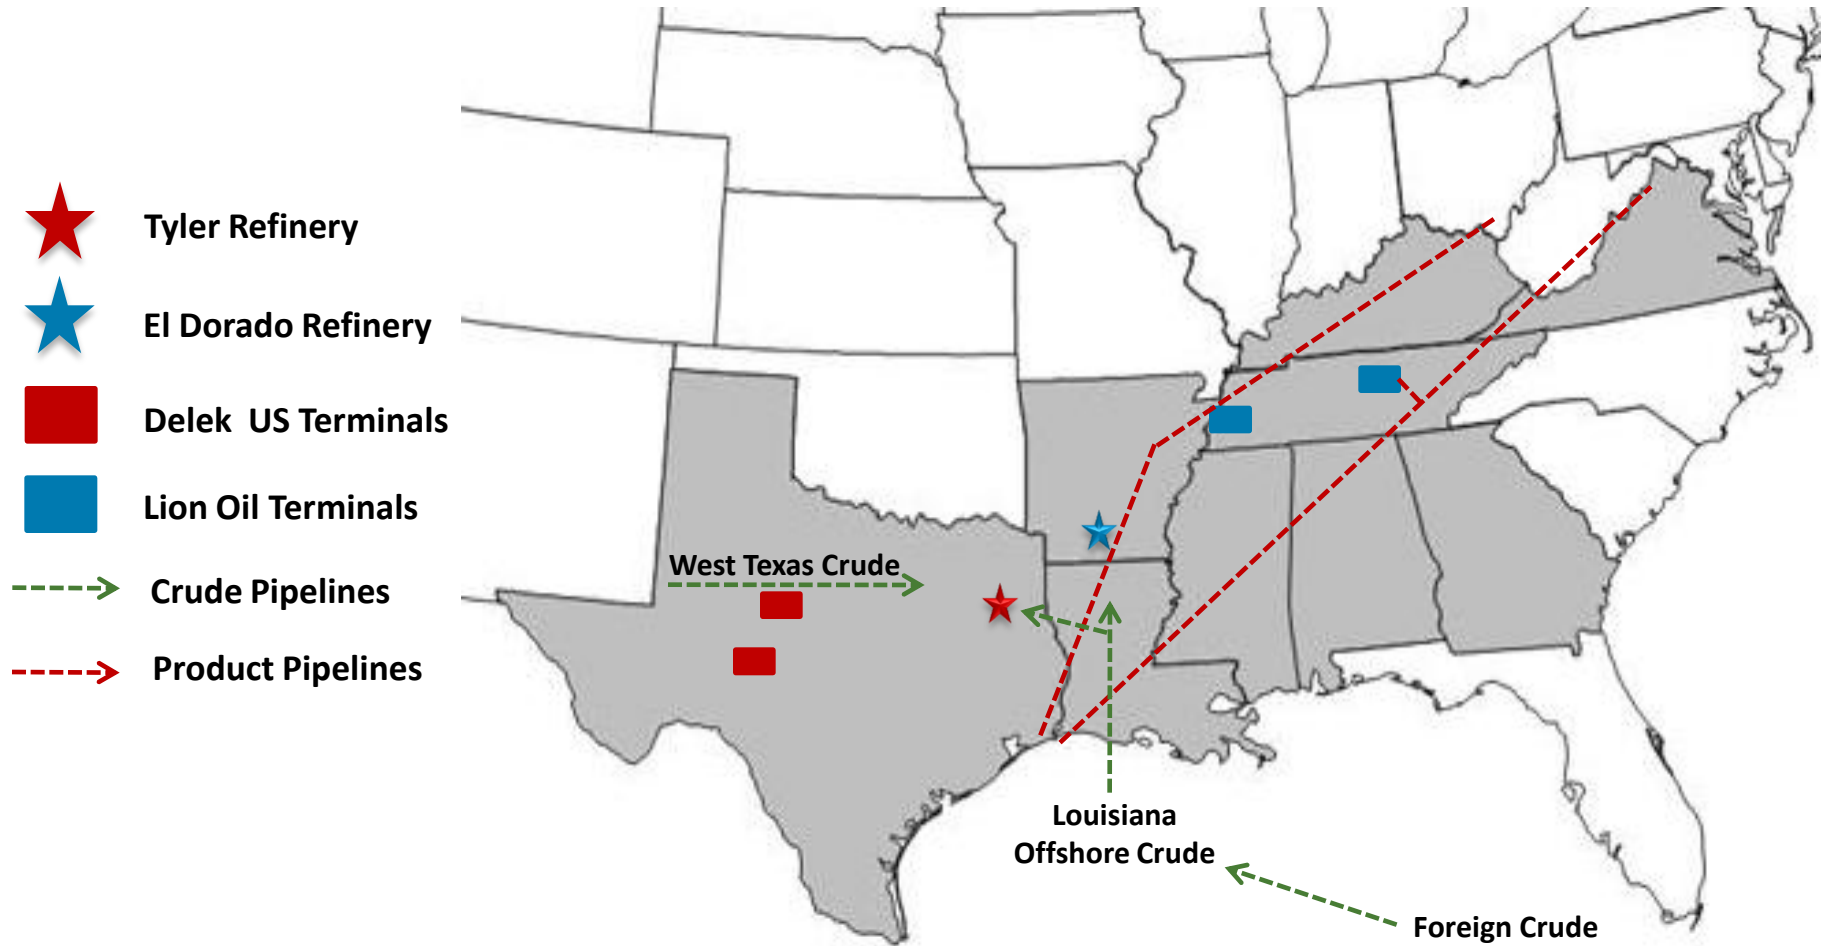 Tyler Refinery
El Dorado Refinery
Delek US Terminals
Lion Oil Terminals
Crude Pipelines
Product Pipelines
West Texas Crude
Louisiana
Offshore Crude
Foreign Crude